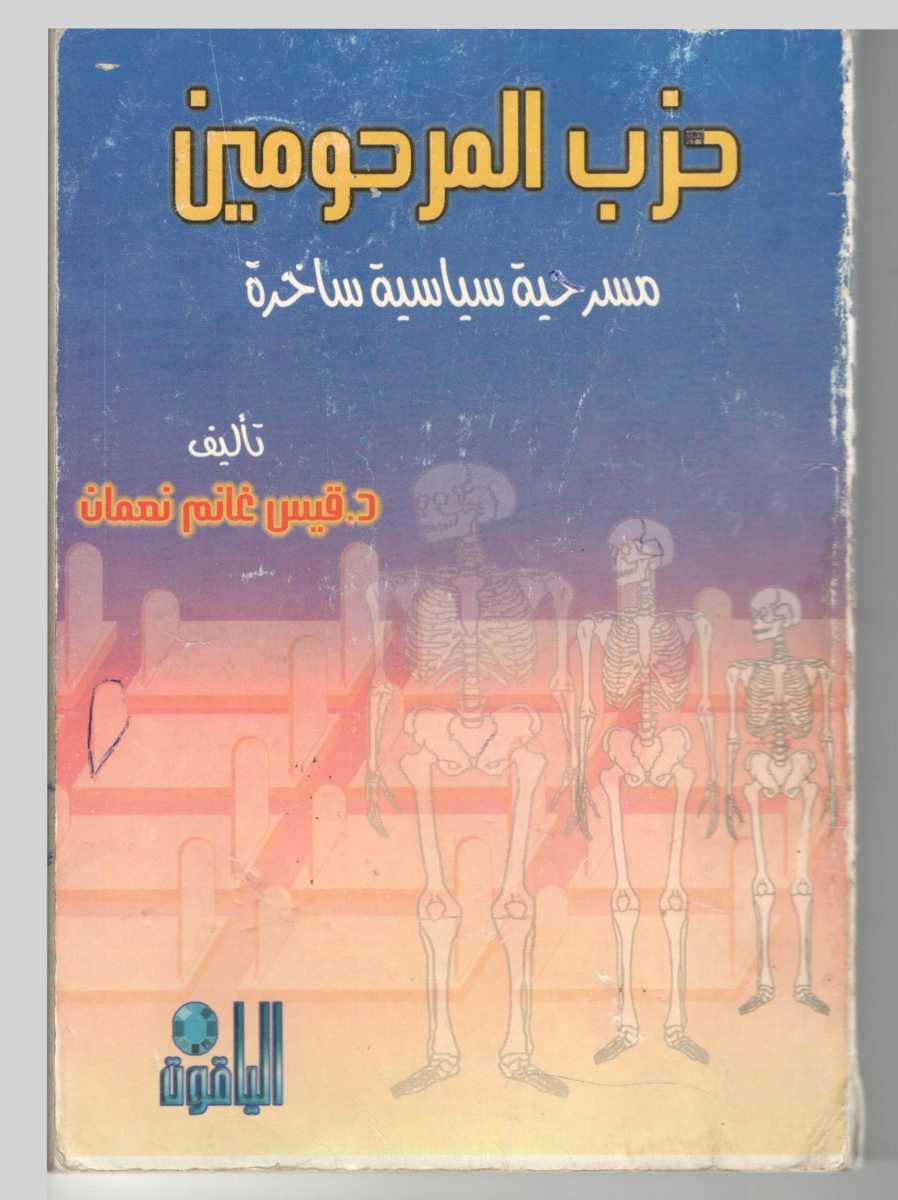 حزب المرحومين
مسرحية سياسية ساخرة
تأليف
د. قيس غانم نعمان
الياقوت